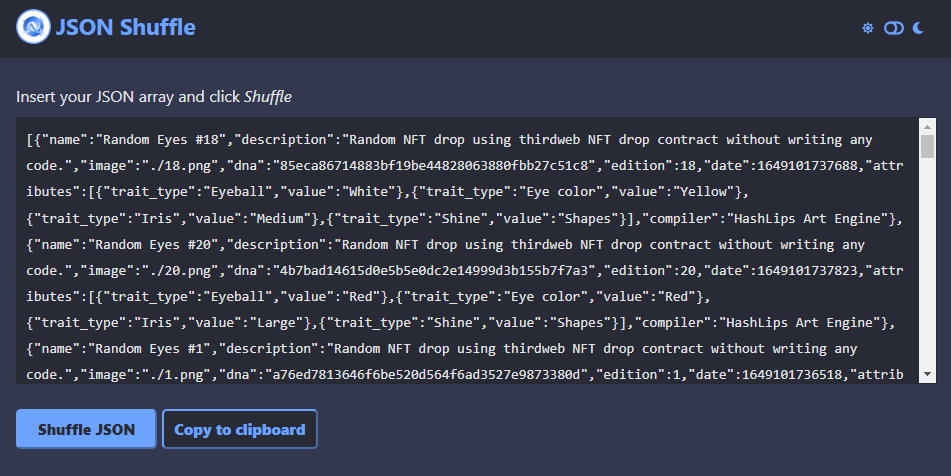 JSON Shuffle
Insert your JSON array and click Shuffle
[{"name":"Random Eyes #18","description":"Random NFT drop using thirdweb NFT drop contract without writing any
code.","image":"./18.png","dna":"85eca86714883bf19be44828063880fbb27c51c8","edition":18,"date":1649101737688,"attr
ibutes":[{"trait_type":"Eyeball","value":"White"},{"trait_type":"Eye color","value":"Yellow"},
{"trait_type":"Iris","value":"Medium"},{"trait_type":"Shine","value":"Shapes"}],"compiler":"HashLips Art Engine"},
{"name":"Random Eyes #20","description":"Random NFT drop using thirdweb NFT drop contract without writing any
code.","image":"./20.png","dna":"4b7bad14615d0e5b5e0dc2e14999d3b155b7f7a3","edition":20,"date":1649101737823,"attr
ibutes":[{"trait_type":"Eyeball","value":"Red"},{"trait_type":"Eye color","value":"Red"},
{"trait_type":"Iris","value":"Large"},{"trait_type":"Shine","value":"Shapes"}],"compiler":"HashLips Art Engine"},
{"name":"Random Eyes #1","description":"Random NFT drop using thirdweb NFT drop contract without writing any
code.","image":"./1.png","dna":"a76ed7813646f6be520d564f6ad3527e9873380d","edition":1,"date":1649101736518,"attrib
Shuffle JSON
Copy to clipboard